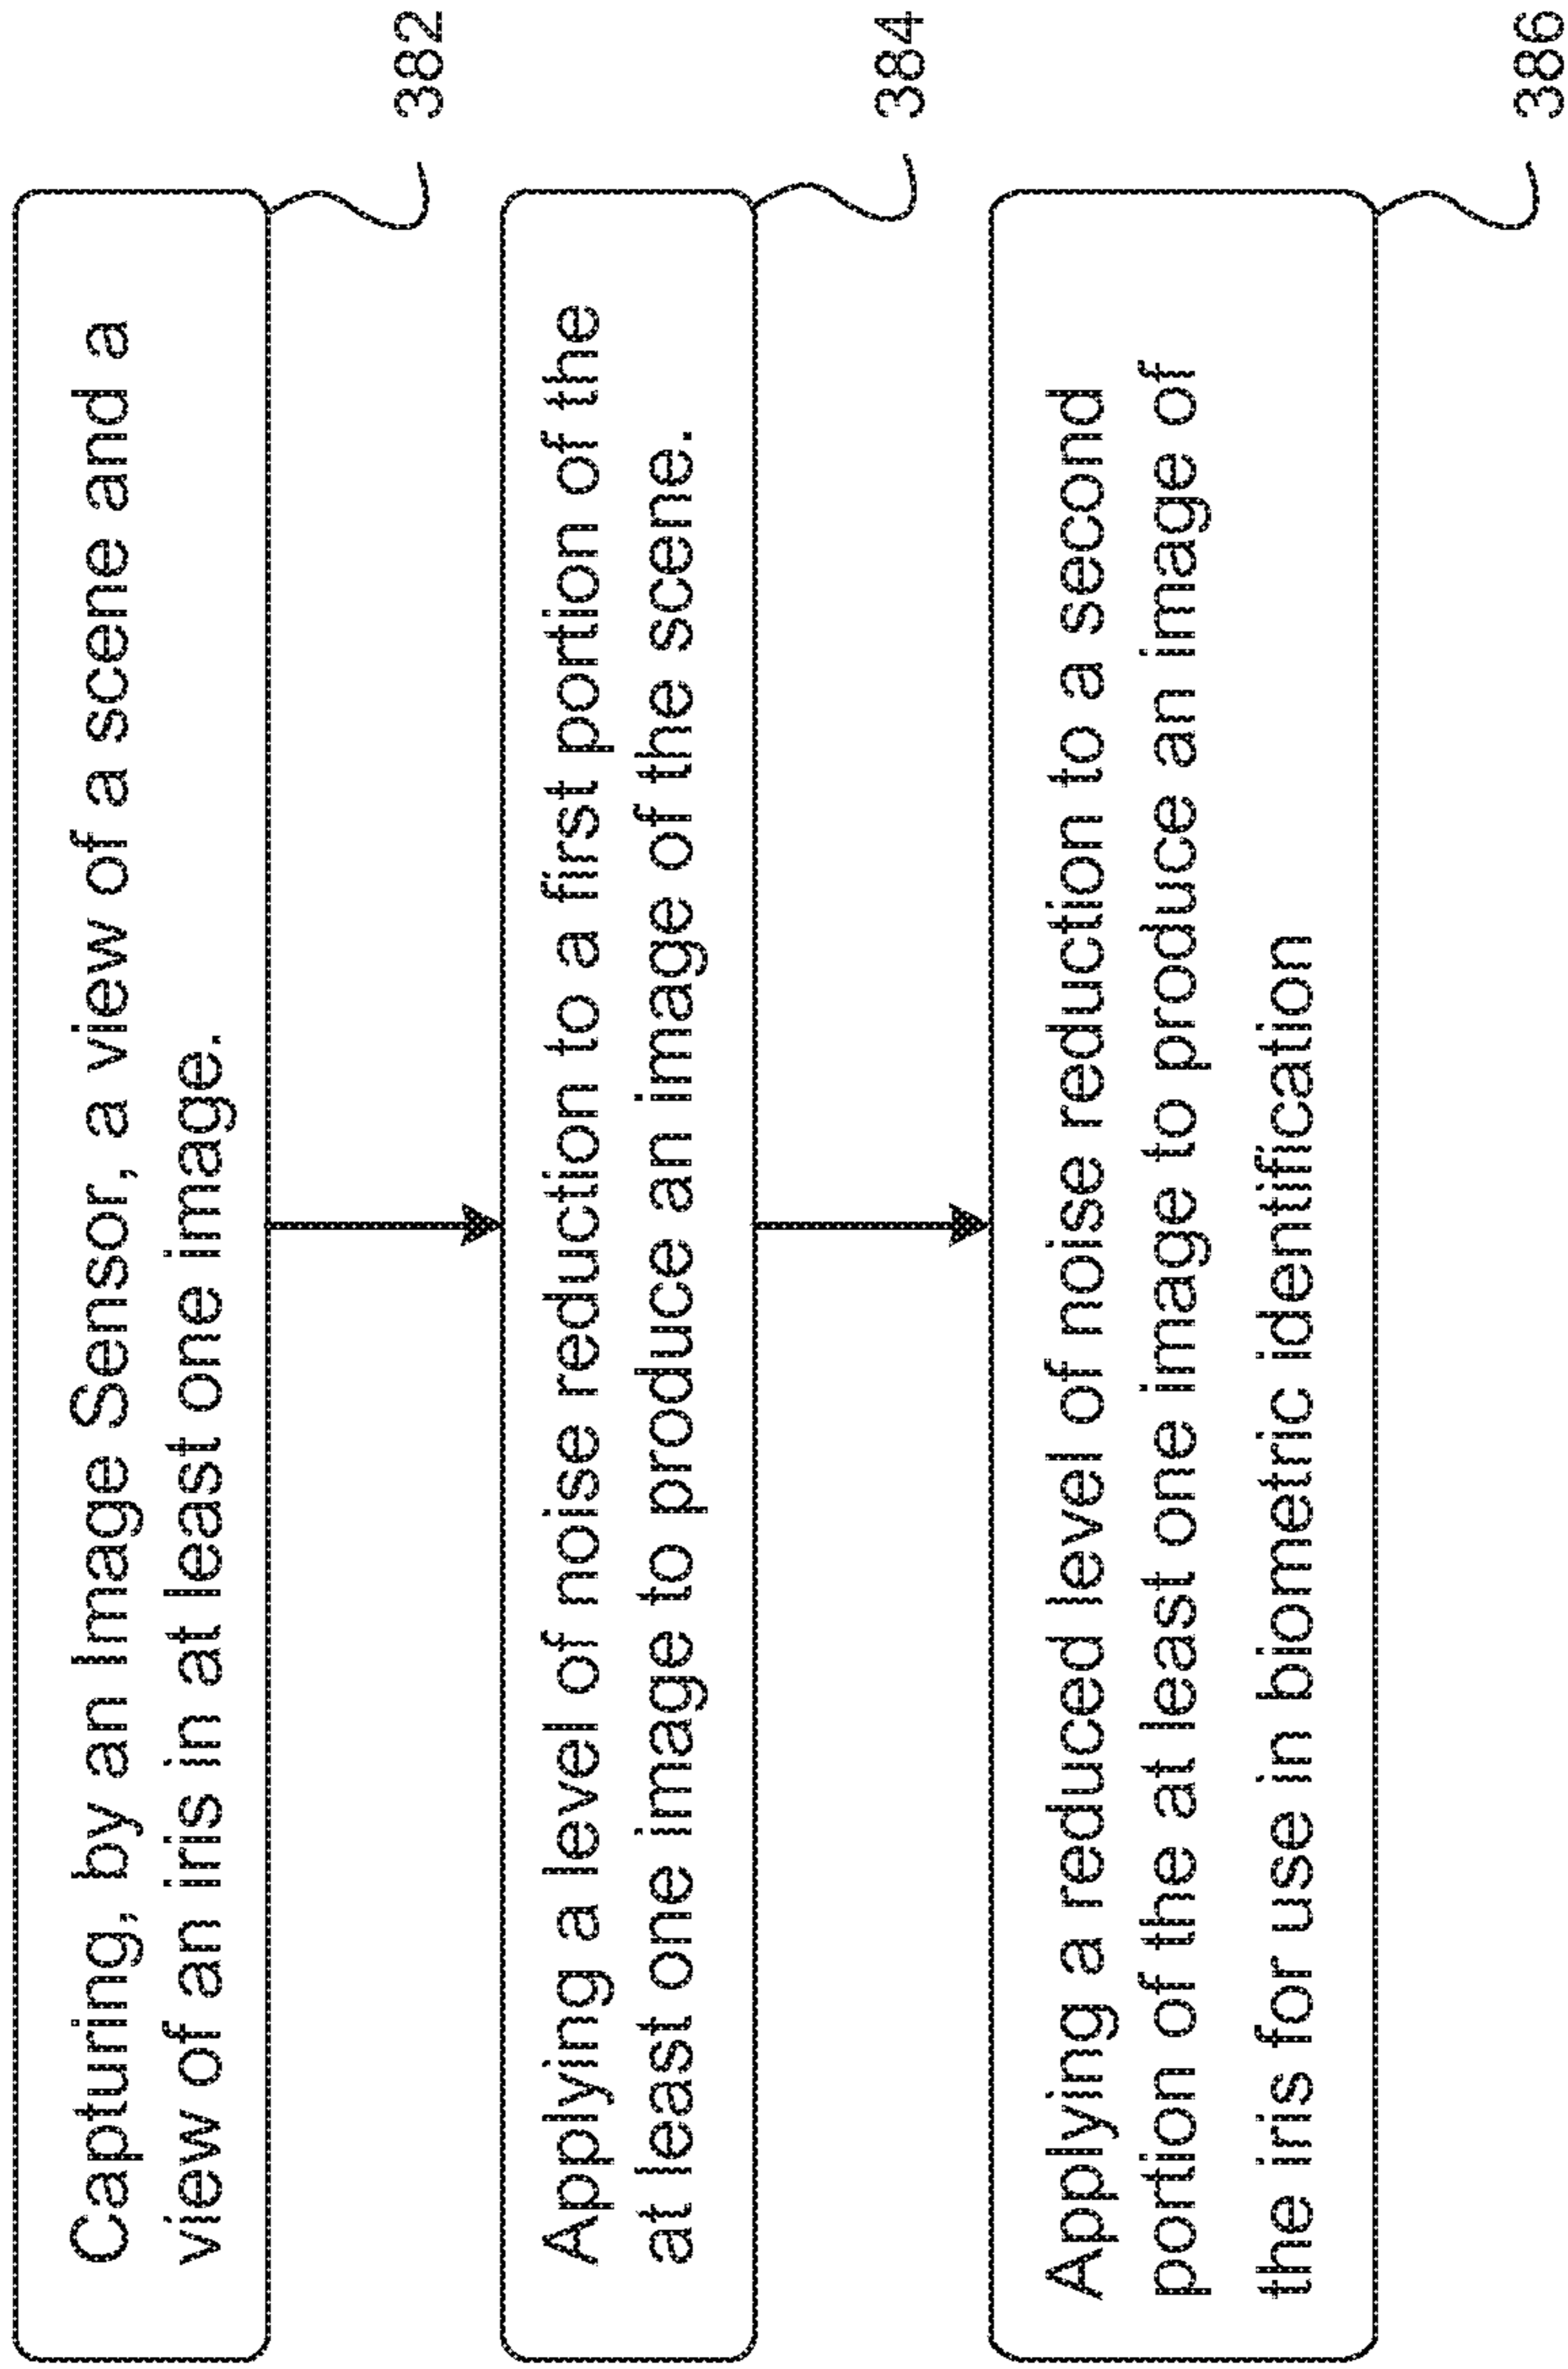 Capturing, by an Image Sensor, a view of a scene and a
view of an iris in at least one image.
382
Applying a level of noise reduction to a first portion of the
at least one image to produce an image of the scene.
384
Applying a reduced level of noise reduction to a second
portion of the at least one image to produce an image of
the iris for use in biometric identification
386